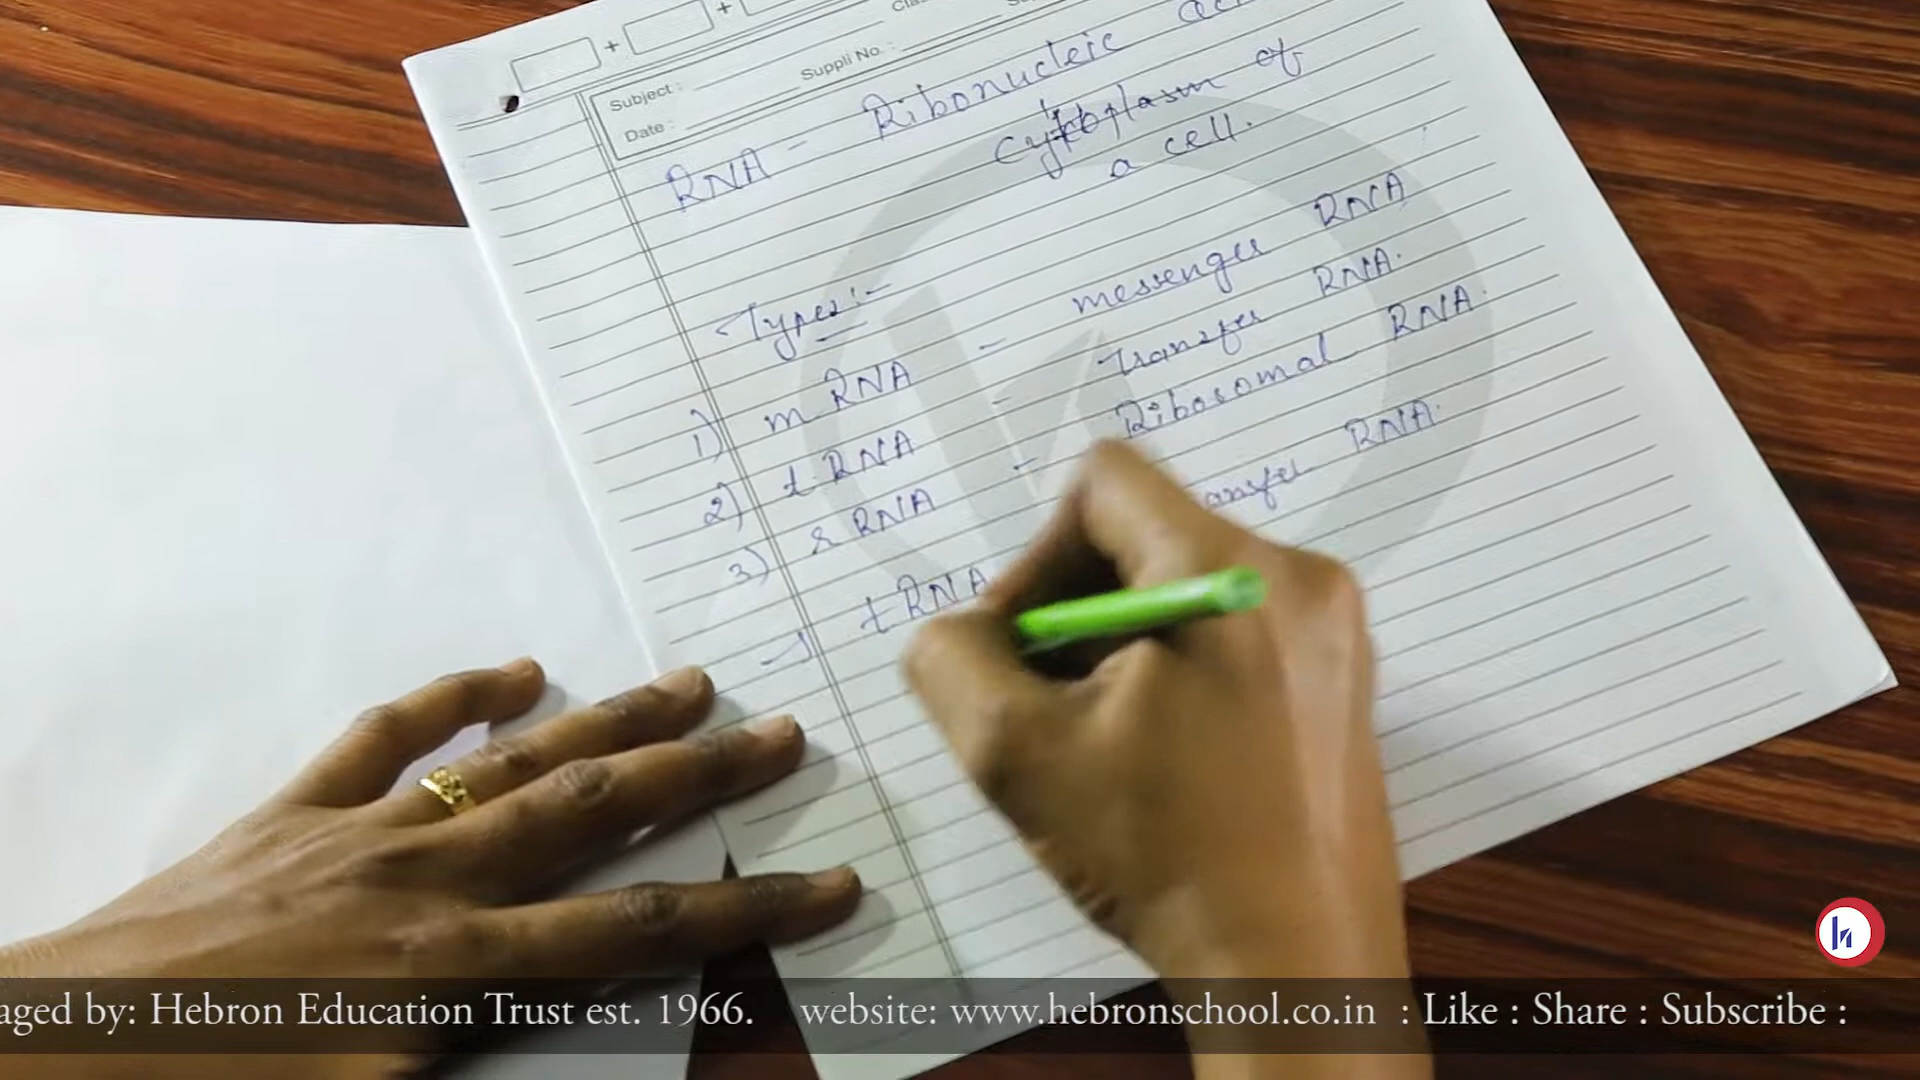 + +
Subject :
Suppli No. :
Date :
RNA - Ribonucleic
Cytoplasm of
a cell.
Types :-
1) m RNA - messenger RNA
2) t RNA - transfer RNA.
3) r RNA - Ribosomal RNA.
t RNA ansfer RNA.
aged by: Hebron Education Trust est. 1966. website: www.hebronschool.co.in : Like : Share : Subscribe :